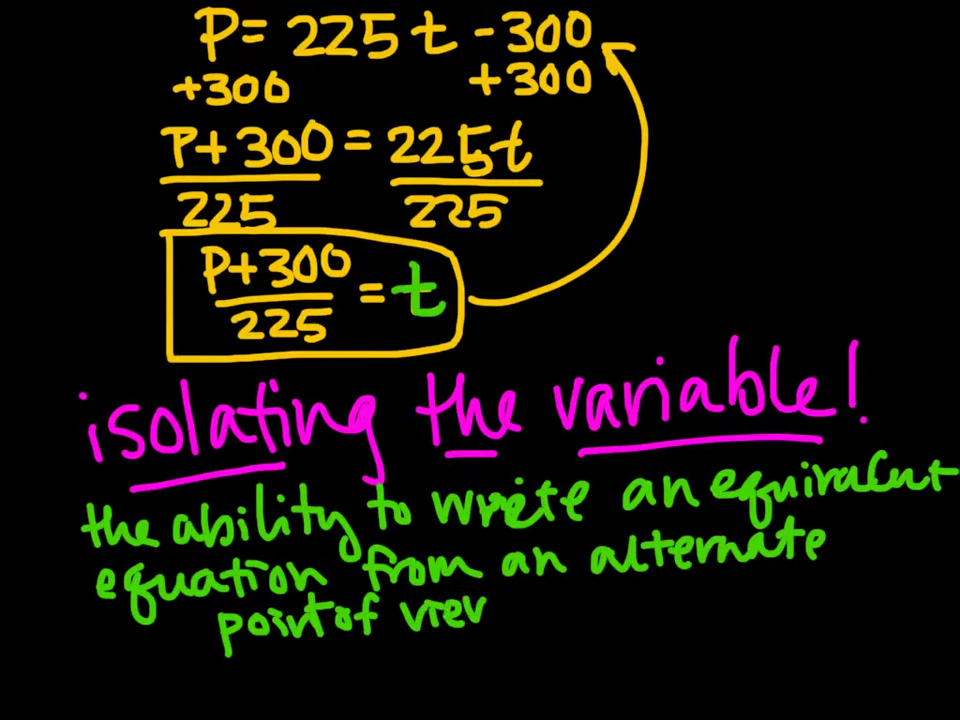 P = 225t - 300
+300 +300
P+300 = 225t
225 225
P+300 = t
225
isolating the variable!
the ability to write an equivalent
equation from an alternate
point of view